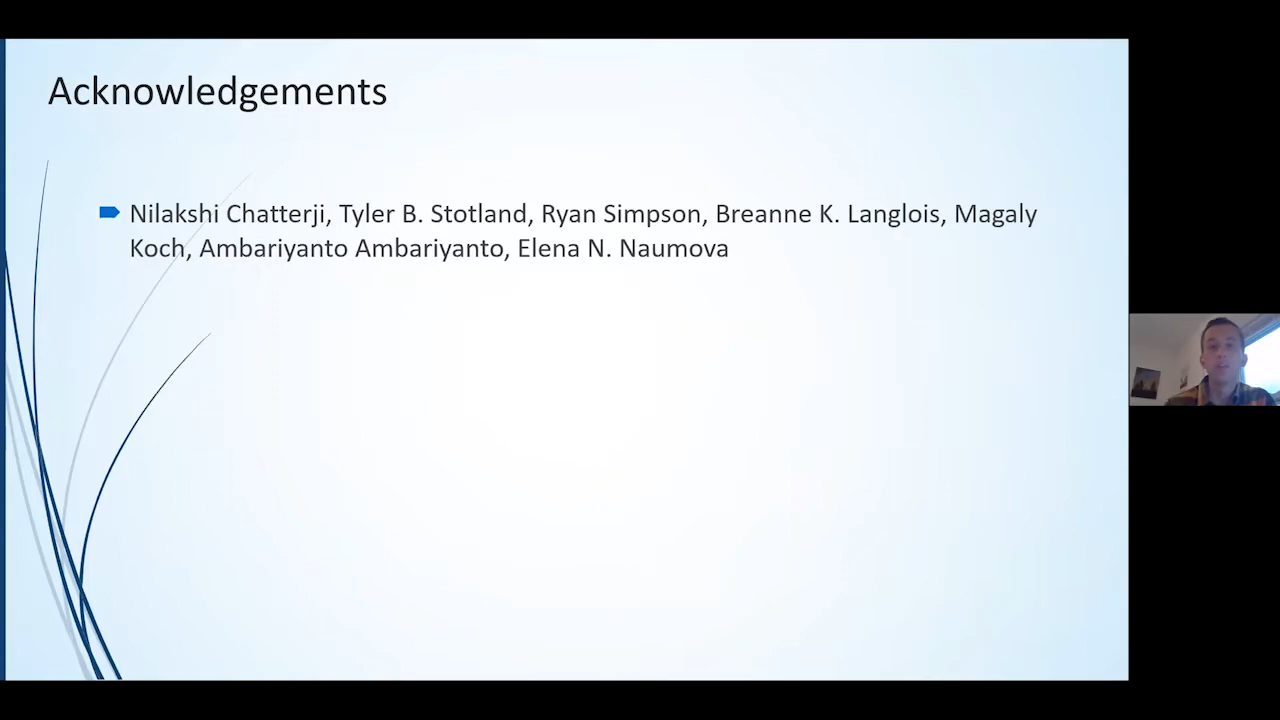 Acknowledgements
Nilakshi Chatterji, Tyler B. Stotland, Ryan Simpson, Breanne K. Langlois, Magaly
Koch, Ambariyanto Ambariyanto, Elena N. Naumova